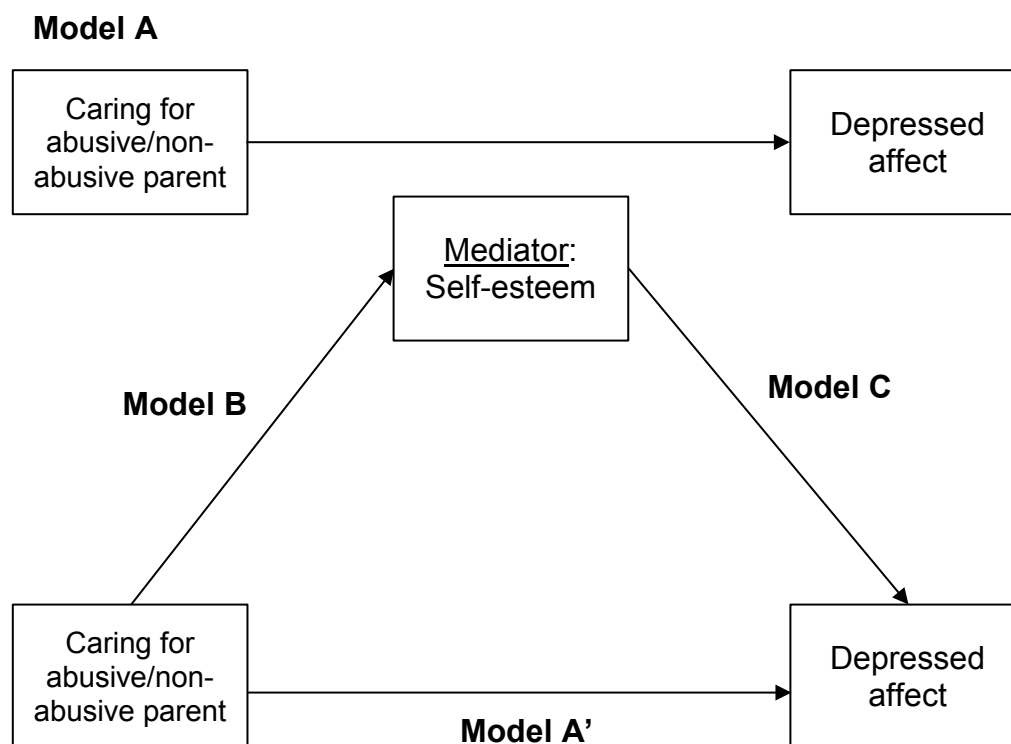 Model A
Caring for
abusive/non-
abusive parent
Depressed
affect
Mediator:
Self-esteem
Model B
Model C
Caring for
abusive/non-
abusive parent
Depressed
affect
Model A’